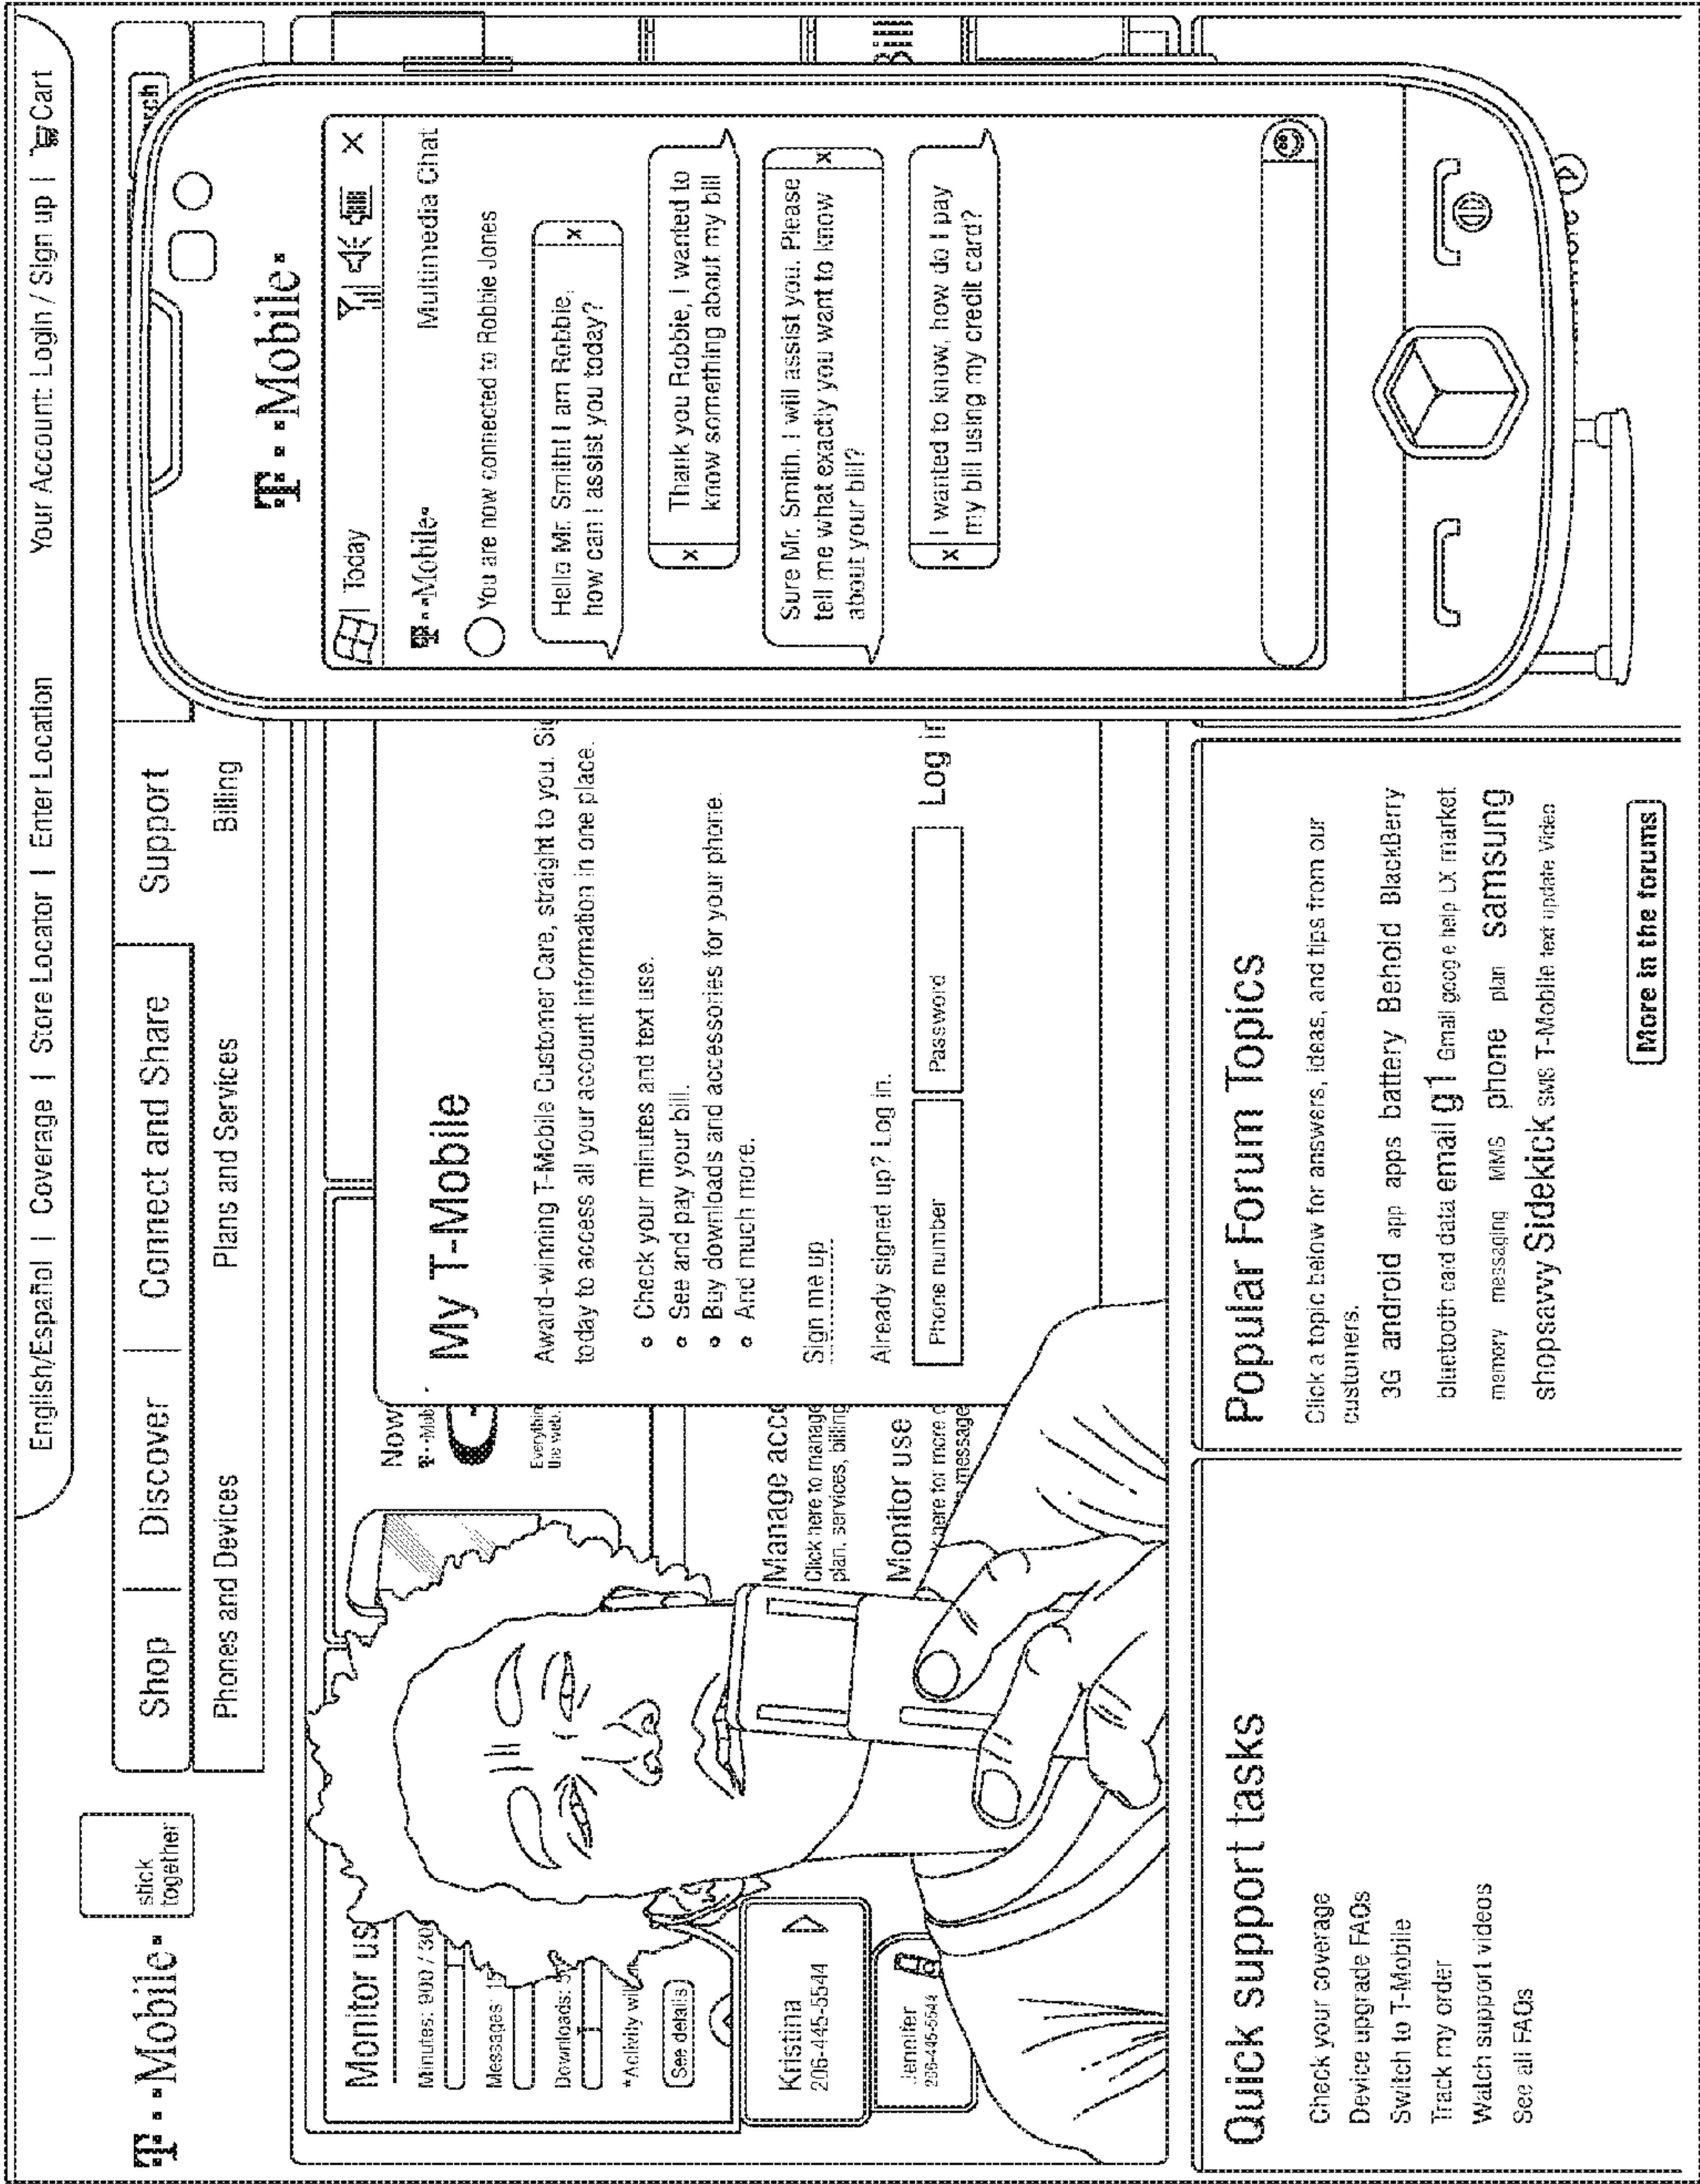 English/Español | Coverage | Store Locator | Enter Location
Your Account: Login / Sign up | Cart
T··Mobile·
stick
together
Shop
Discover
Connect and Share
Support
Phones and Devices
Plans and Services
Billing
Monitor us
Minutes: 900 / 30
Messages: 15
Downloads:
*Activity wil
See details
Kristina
206-445-5544
Jennifer
206-445-5544
Now
T··Mob
Everythin
the web.
Manage acc
Click here to manage
plan, services, billing
Monitor use
here for more
message
My T-Mobile
Award-winning T-Mobile Customer Care, straight to you. Si
today to access all your account information in one place.
• Check your minutes and text use.
• See and pay your bill.
• Buy downloads and accessories for your phone.
• And much more.
Sign me up
Already signed up? Log in.
Phone number
Password
Log in
Bill
T··Mobile·
Today
X
T··Mobile·
Multimedia Chat
You are now connected to Robbie Jones
Hello Mr. Smith! I am Robbie,
how can I assist you today?
x
Thank you Robbie, I wanted to
know something about my bill
x
Sure Mr. Smith. I will assist you. Please
tell me what exactly you want to know
about your bill?
x
I wanted to know, how do I pay
my bill using my credit card?
x
Quick support tasks
Check your coverage
Device upgrade FAQs
Switch to T-Mobile
Track my order
Watch support videos
See all FAQs
Popular Forum Topics
Click a topic below for answers, ideas, and tips from our
customers.
3G android app apps battery Behold BlackBerry
bluetooth card data email g1 Gmail google help LX market
memory messaging MMS phone plan samsung
shopsavvy Sidekick SMS T-Mobile text update Video
More in the forums